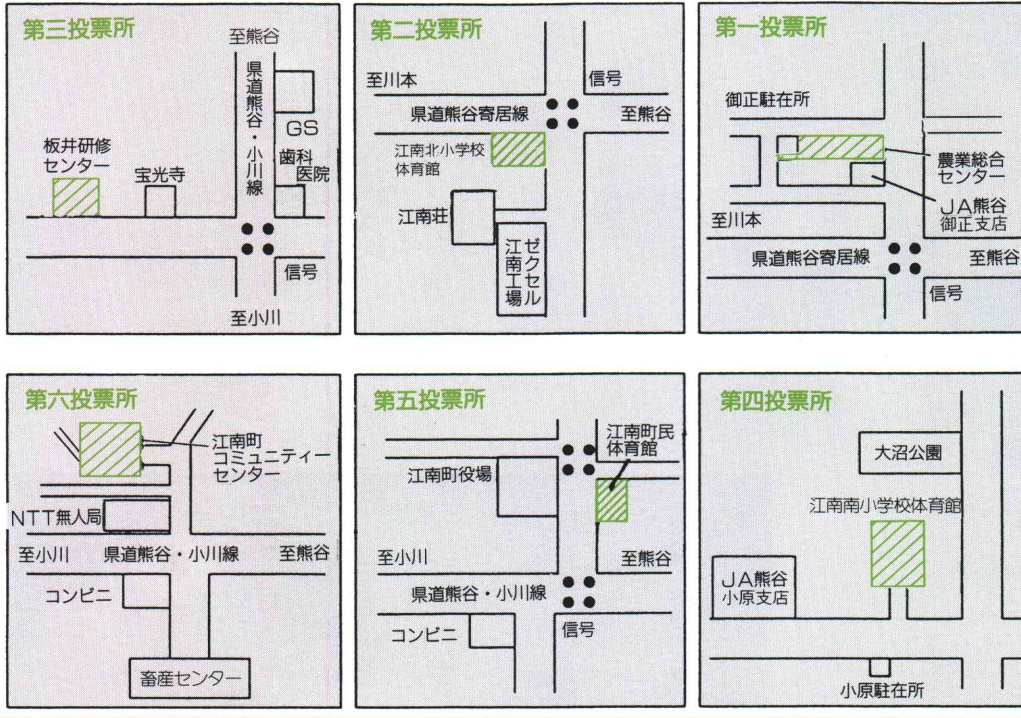 第三投票所
至熊谷
県道熊谷・小川線
GS
歯科
医院
板井研修
センター
宝光寺
信号
至小川
第二投票所
至川本
信号
県道熊谷寄居線
至熊谷
江南北小学校
体育館
江南荘
ゼクセル
江南工場
第一投票所
御正駐在所
農業総合
センター
JA熊谷
御正支店
至川本
県道熊谷寄居線
至熊谷
信号
第六投票所
江南町
コミュニティー
センター
NTT無人局
至小川
県道熊谷・小川線
至熊谷
コンビニ
畜産センター
第五投票所
江南町民
体育館
江南町役場
至小川
至熊谷
県道熊谷・小川線
コンビニ
信号
第四投票所
大沼公園
江南南小学校体育館
JA熊谷
小原支店
小原駐在所